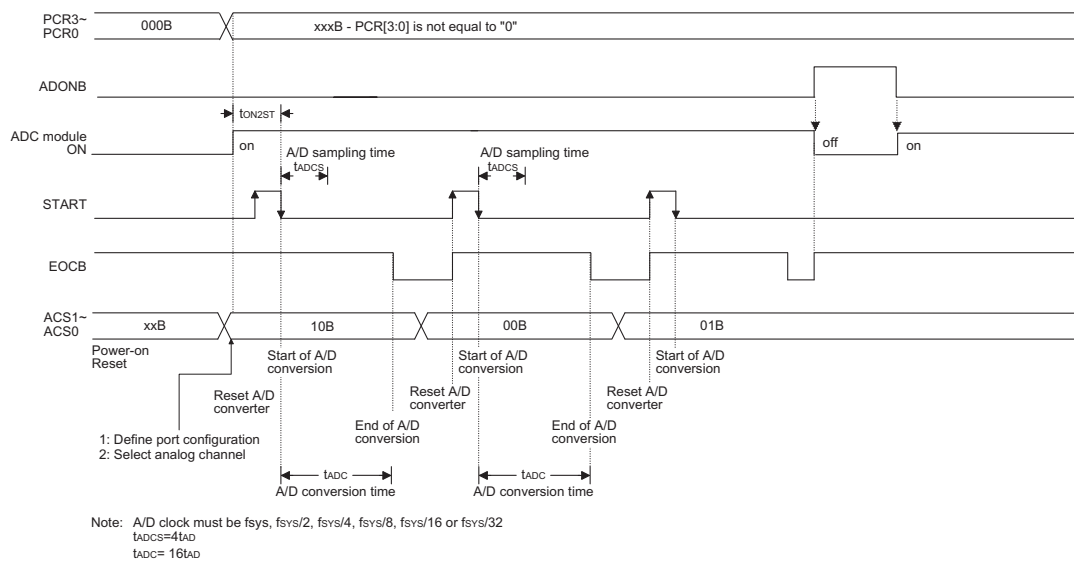 PCR3~
PCR0
000B
xxxB - PCR[3:0] is not equal to "0"
ADONB
tON2ST
ADC module
ON
on
off
on
A/D sampling time
tADCS
A/D sampling time
tADCS
START
EOCB
ACS1~
ACS0
xxB
10B
00B
01B
Power-on
Reset
Start of A/D
conversion
Start of A/D
conversion
Start of A/D
conversion
Reset A/D
converter
Reset A/D
converter
Reset A/D
converter
End of A/D
conversion
End of A/D
conversion
1: Define port configuration
2: Select analog channel
tADC
A/D conversion time
tADC
A/D conversion time
Note: A/D clock must be fsys, fSYS/2, fSYS/4, fSYS/8, fSYS/16 or fSYS/32
tADCS=4tAD
tADC= 16tAD